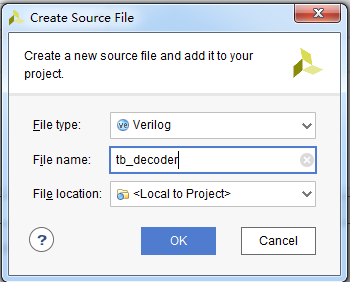 Create Source File
Create a new source file and add it to your
project.
File type:
Verilog
File name:
tb_decoder
File location:
<Local to Project>
?
OK
Cancel